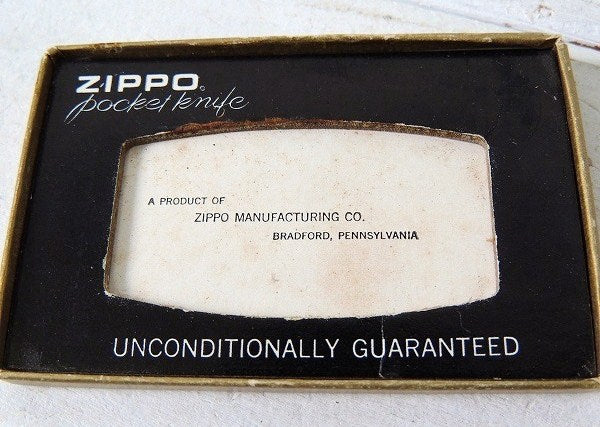 ZIPPO®
pocket knife
A PRODUCT OF
ZIPPO MANUFACTURING CO.
BRADFORD, PENNSYLVANIA
UNCONDITIONALLY GUARANTEED